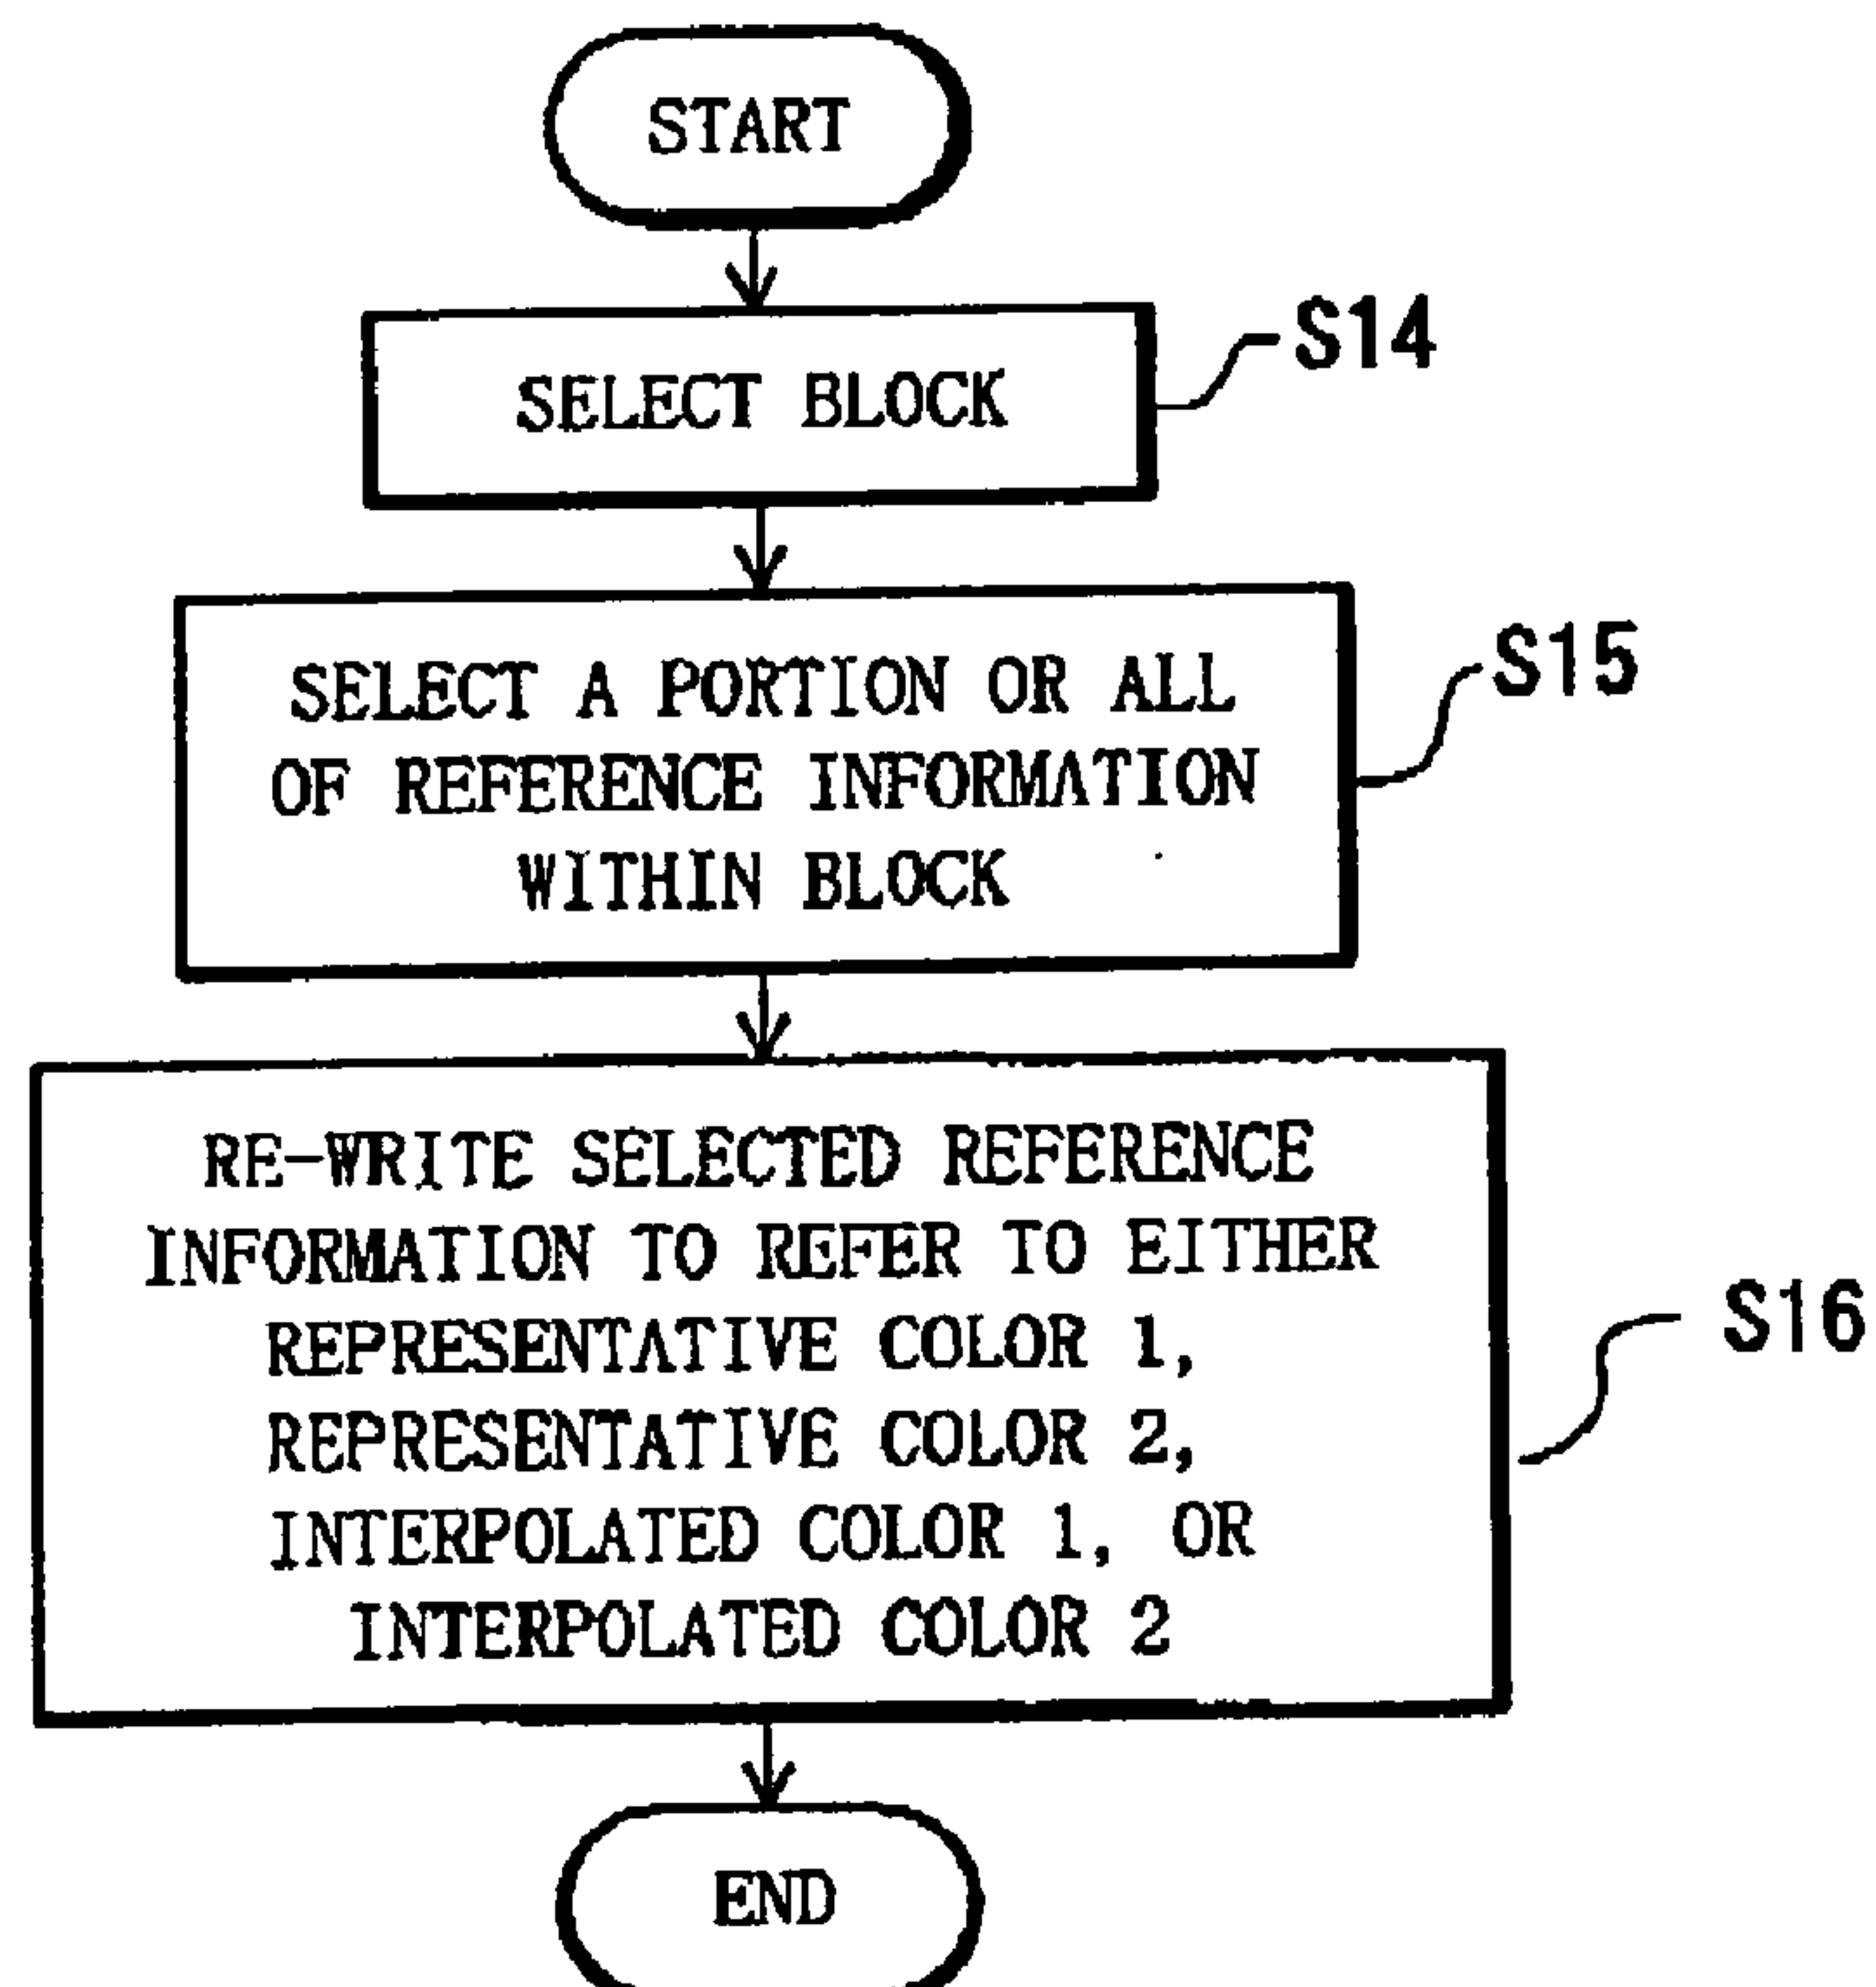 START
SELECT BLOCK
S14
SELECT A PORTION OR ALL
OF REFERENCE INFORMATION
WITHIN BLOCK
S15
RE-WRITE SELECTED REFERENCE
INFORMATION TO REFER TO EITHER
REPRESENTATIVE COLOR 1,
REPRESENTATIVE COLOR 2,
INTERPOLATED COLOR 1, OR
INTERPOLATED COLOR 2
S16
END